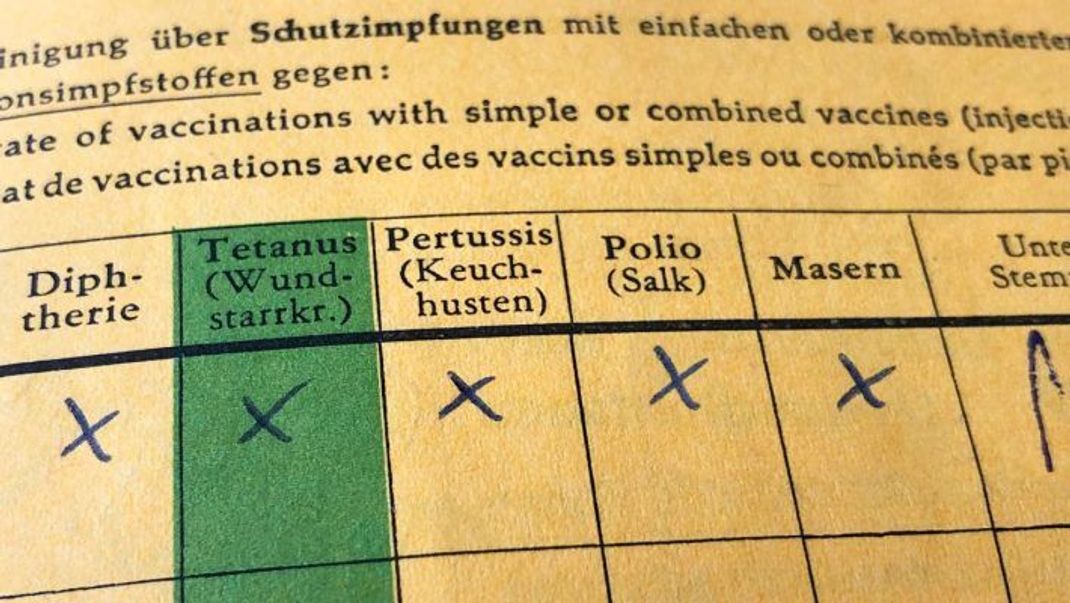 inigung über Schutzimpfungen mit einfachen oder kombinierten
onsimpfstoffen gegen:
ate of vaccinations with simple or combined vaccines (injecti
at de vaccinations avec des vaccins simples ou combinés (par pi
Diph-
therie
Tetanus
(Wund-
starrkr.)
Pertussis
(Keuch-
husten)
Polio
(Salk)
Masern
Unte
Stem
x x x x x